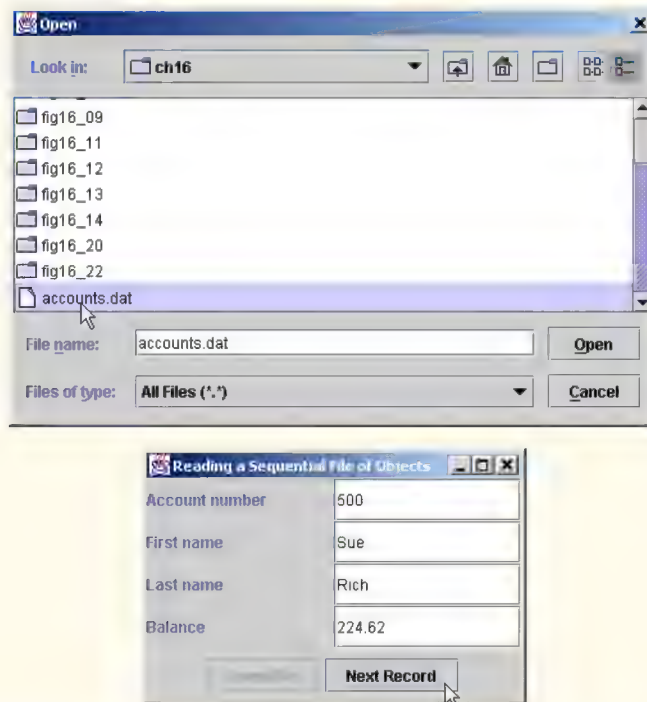 Open
Look in: ch16
fig16_09
fig16_11
fig16_12
fig16_13
fig16_14
fig16_20
fig16_22
accounts.dat
File name: accounts.dat Open
Files of type: All Files (*.*) Cancel
Reading a Sequential File of Objects
Account number 500
First name Sue
Last name Rich
Balance 224.62
Next Record